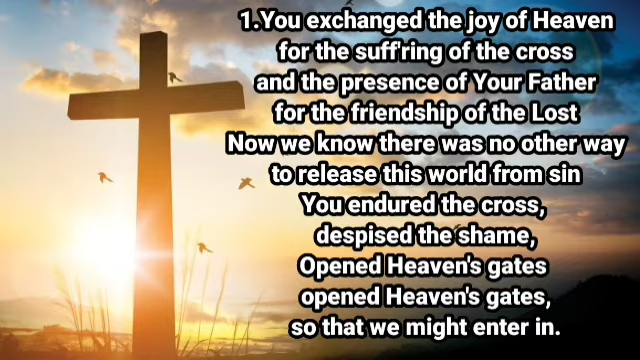 1.You exchanged the joy of Heaven
for the suff'ring of the cross
and the presence of Your Father
for the friendship of the Lost
Now we know there was no other way
to release this world from sin
You endured the cross,
despised the shame,
Opened Heaven's gates
opened Heaven's gates,
so that we might enter in.